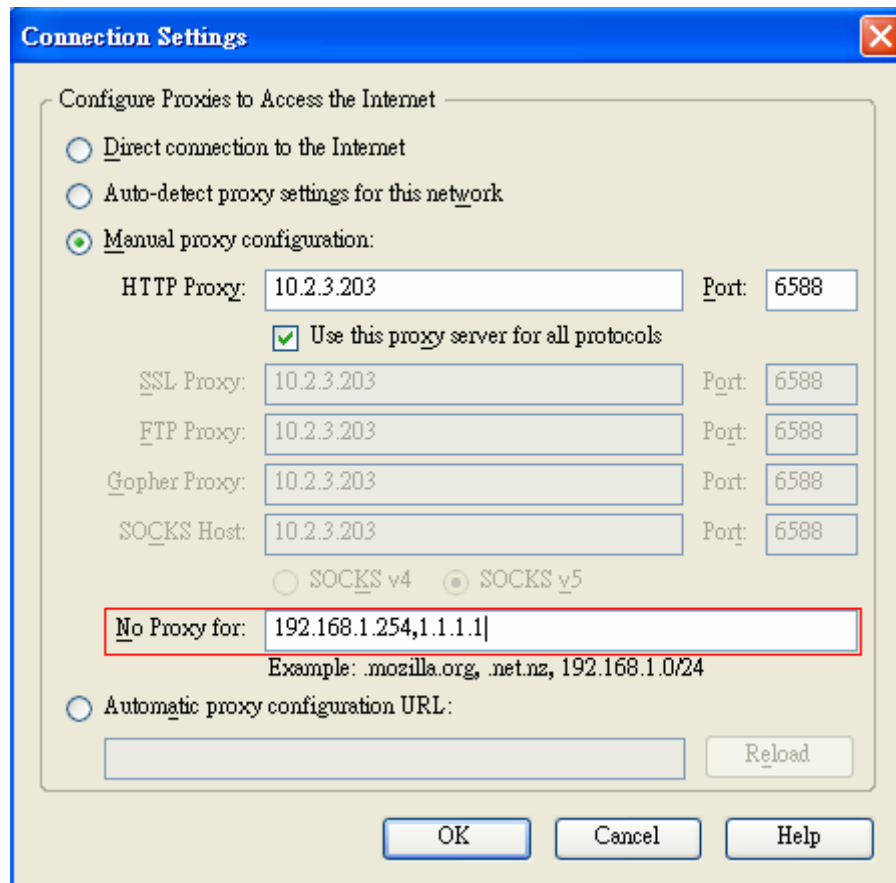 Connection Settings
Configure Proxies to Access the Internet
Direct connection to the Internet
Auto-detect proxy settings for this network
Manual proxy configuration:
HTTP Proxy: 10.2.3.203 Port: 6588
Use this proxy server for all protocols
SSL Proxy: 10.2.3.203 Port: 6588
FTP Proxy: 10.2.3.203 Port: 6588
Gopher Proxy: 10.2.3.203 Port: 6588
SOCKS Host: 10.2.3.203 Port: 6588
SOCKS v4 SOCKS v5
No Proxy for: 192.168.1.254,1.1.1.1
Example: .mozilla.org, .net.nz, 192.168.1.0/24
Automatic proxy configuration URL:
Reload
OK Cancel Help